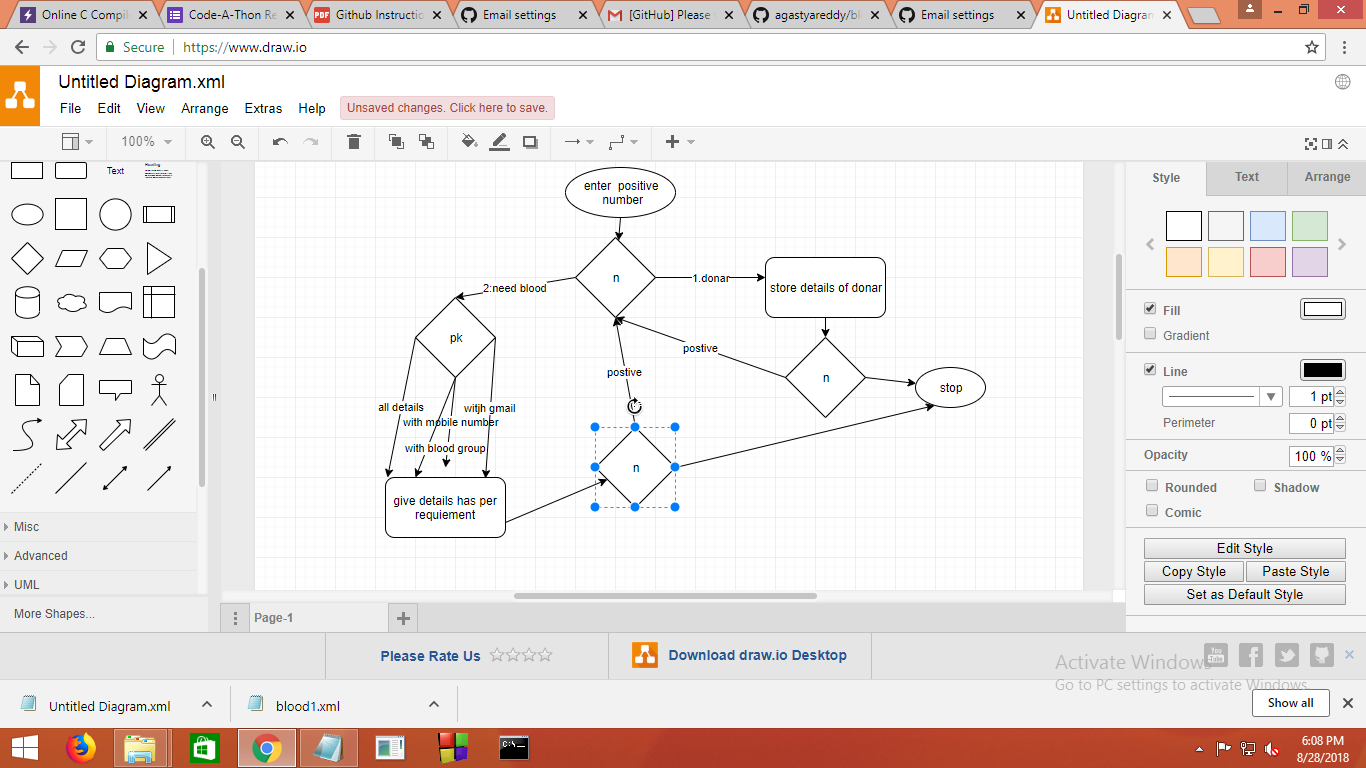 Online C Compil
Code-A-Thon Re
PDF
Github Instructio
Email settings
[GitHub] Please
agastyareddy/bl
Email settings
Untitled Diagran
Secure
https://www.draw.io
Untitled Diagram.xml
File
Edit
View
Arrange
Extras
Help
Unsaved changes. Click here to save.
100%
Text
Heading
enter positive
number
n
1.donar
store details of donar
2:need blood
pk
postive
postive
n
stop
all details
witjh gmail
with mobile number
with blood group
n
give details has per
requiement
Style
Text
Arrange
Fill
Gradient
Line
1 pt
Perimeter
0 pt
Opacity
100 %
Rounded
Shadow
Comic
Edit Style
Copy Style
Paste Style
Set as Default Style
Misc
Advanced
UML
More Shapes...
Page-1
Please Rate Us
Download draw.io Desktop
You
Tube
Activate Windows
Go to PC settings to activate Windows.
Untitled Diagram.xml
blood1.xml
Show all
C:\_
6:08 PM
8/28/2018